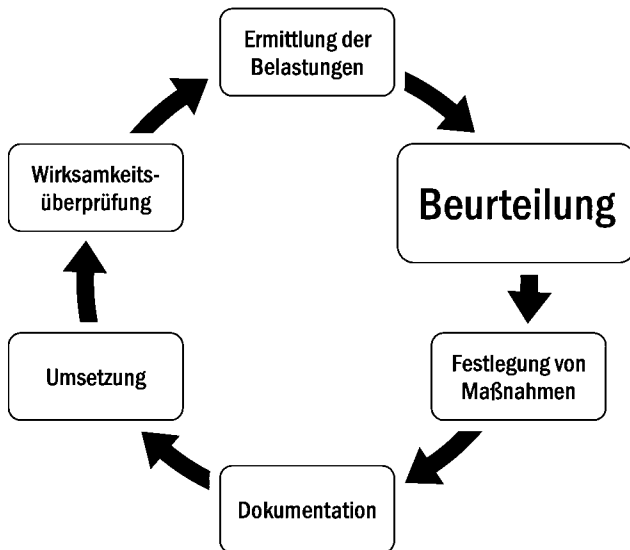 Ermittlung der
Belastungen
Beurteilung
Festlegung von
Maßnahmen
Dokumentation
Umsetzung
Wirksamkeits-
überprüfung